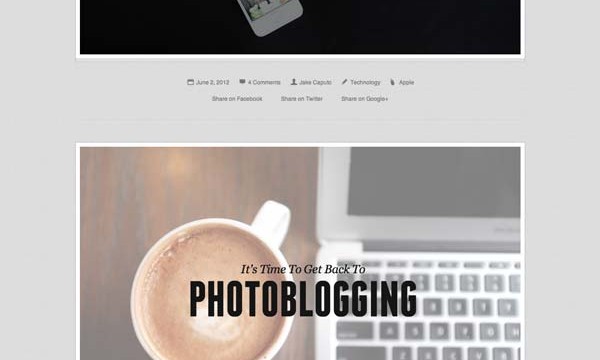 June 2, 2012 4 Comments Jake Caputo Technology Apple
Share on Facebook Share on Twitter Share on Google+
It's Time To Get Back To
PHOTOBLOGGING